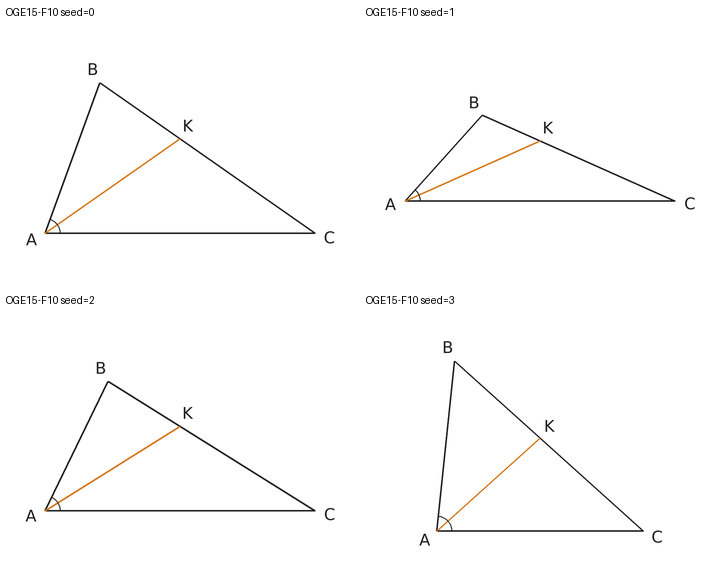 OGE15-F10 seed=0
B
K
A
C
OGE15-F10 seed=1
B
K
A
C
OGE15-F10 seed=2
B
K
A
C
OGE15-F10 seed=3
B
K
A
C